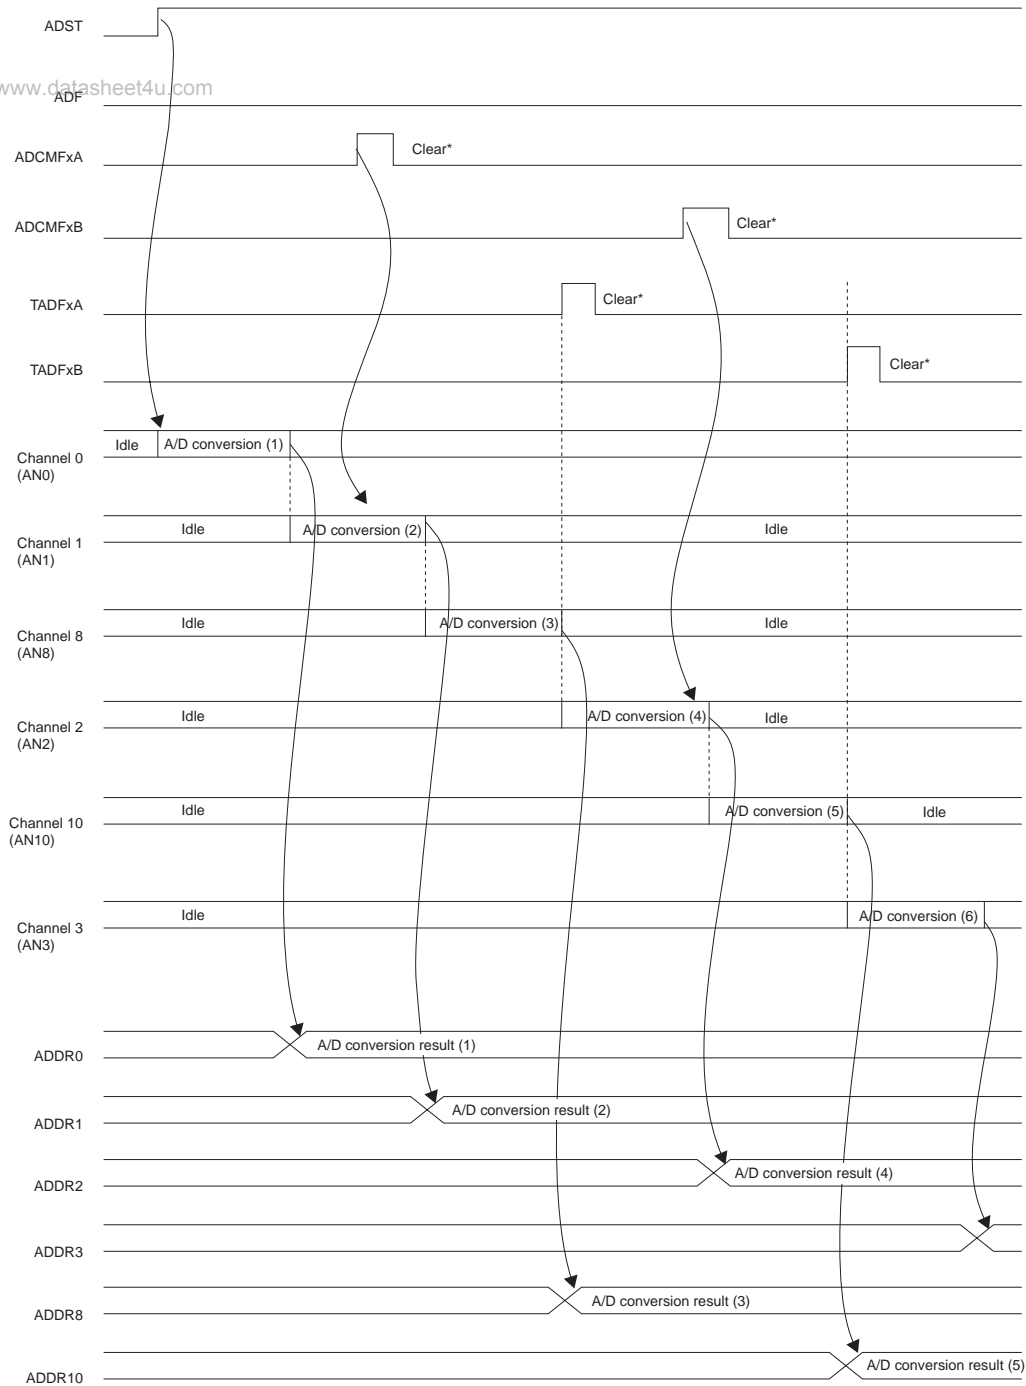 ADST
www.datasheet4u.com
ADF
ADCMFxA
Clear*
ADCMFxB
Clear*
TADFxA
Clear*
TADFxB
Clear*
Channel 0
(AN0)
Idle
A/D conversion (1)
Channel 1
(AN1)
Idle
A/D conversion (2)
Idle
Channel 8
(AN8)
Idle
A/D conversion (3)
Idle
Channel 2
(AN2)
Idle
A/D conversion (4)
Idle
Channel 10
(AN10)
Idle
A/D conversion (5)
Idle
Channel 3
(AN3)
Idle
A/D conversion (6)
ADDR0
A/D conversion result (1)
ADDR1
A/D conversion result (2)
ADDR2
A/D conversion result (4)
ADDR3
ADDR8
A/D conversion result (3)
ADDR10
A/D conversion result (5)